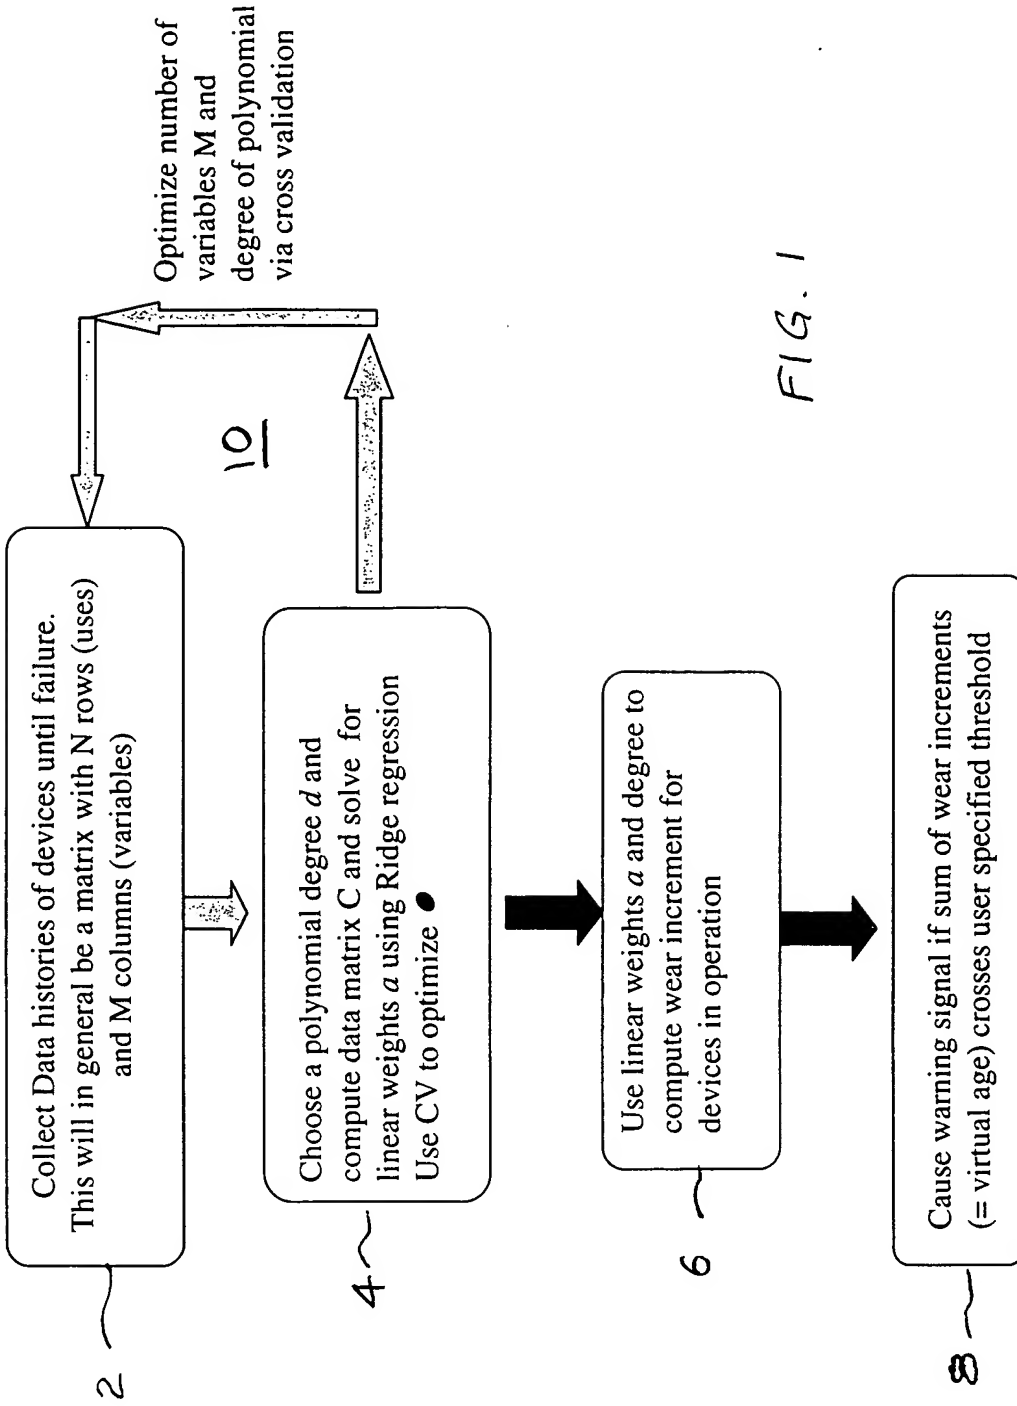 Collect Data histories of devices until failure.
This will in general be a matrix with N rows (uses)
and M columns (variables)
2
Optimize number of
variables M and
degree of polynomial
via cross validation
10
Choose a polynomial degree d and
compute data matrix C and solve for
linear weights a using Ridge regression
Use CV to optimize
4
Use linear weights a and degree to
compute wear increment for
devices in operation
6
Cause warning signal if sum of wear increments
(= virtual age) crosses user specified threshold
8
FIG. 1